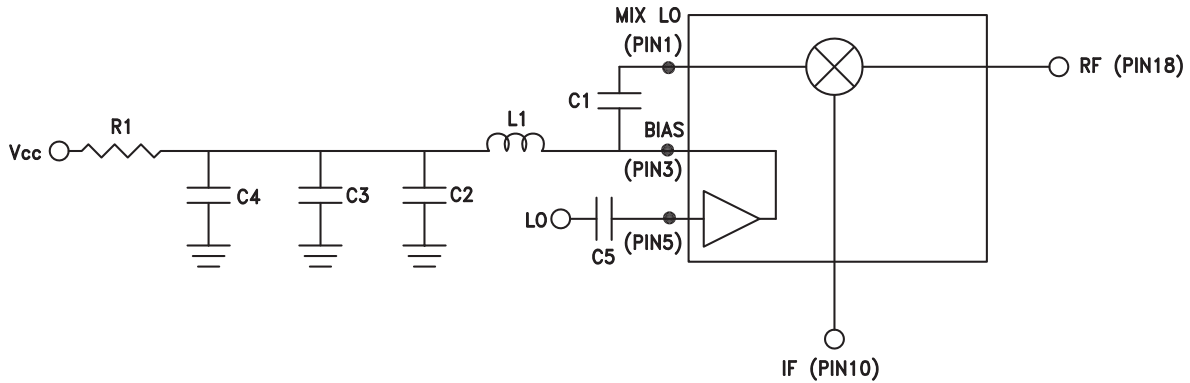 MIX LO
(PIN1)
RF (PIN18)
C1
R1
L1
BIAS
Vcc
(PIN3)
C4
C3
C2
LO
(PIN5)
C5
IF (PIN10)